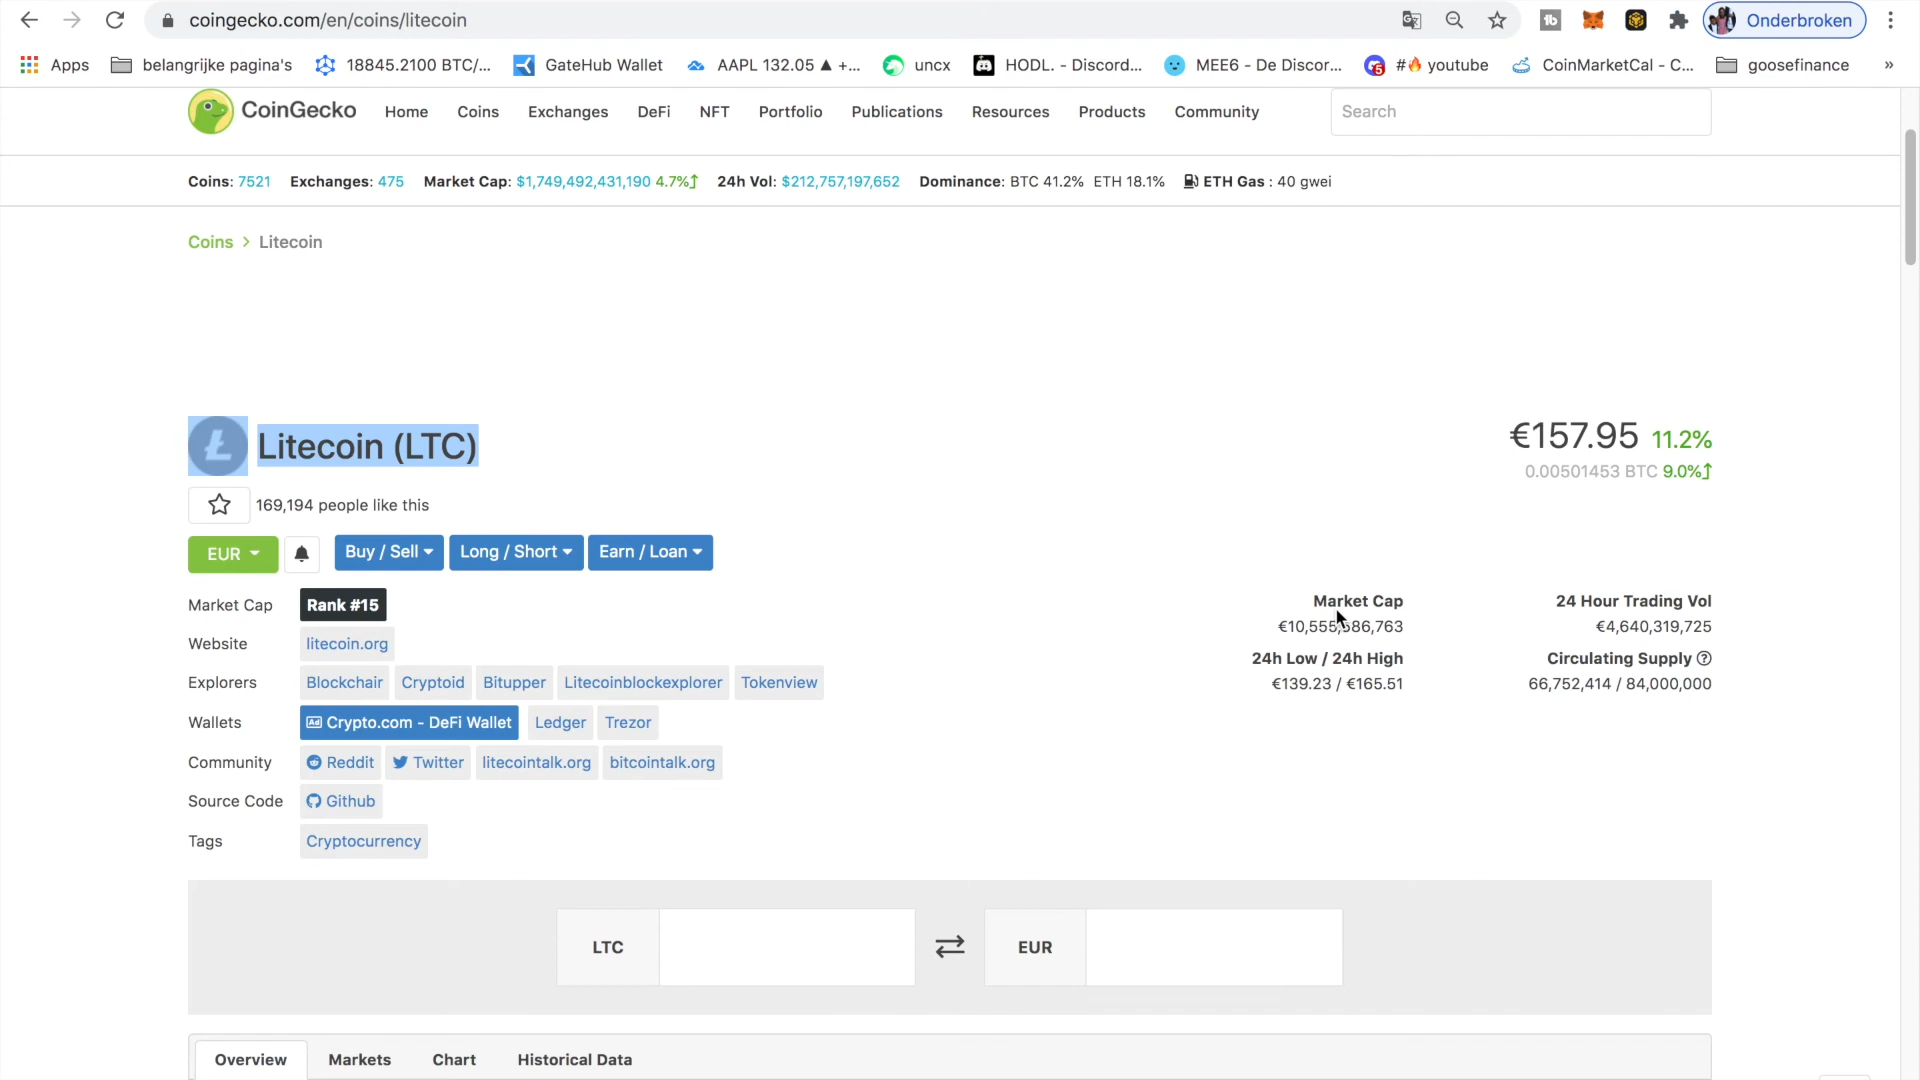 coingecko.com/en/coins/litecoin
Onderbroken
Apps belangrijke pagina's 18845.2100 BTC/... GateHub Wallet AAPL 132.05 ▲ +... uncx HODL. - Discord... MEE6 - De Discor... 5 #🔥 youtube CoinMarketCal - C... goosefinance »
CoinGecko Home Coins Exchanges DeFi NFT Portfolio Publications Resources Products Community Search
Coins: 7521 Exchanges: 475 Market Cap: $1,749,492,431,190 4.7% 24h Vol: $212,757,197,652 Dominance: BTC 41.2% ETH 18.1% ETH Gas : 40 gwei
Coins > Litecoin
Litecoin (LTC)
€157.95 11.2%
0.00501453 BTC 9.0%
169,194 people like this
EUR Buy / Sell Long / Short Earn / Loan
Market Cap Rank #15
Website litecoin.org
Explorers Blockchair Cryptoid Bitupper Litecoinblockexplorer Tokenview
Wallets Ad Crypto.com - DeFi Wallet Ledger Trezor
Community Reddit Twitter litecointalk.org bitcointalk.org
Source Code Github
Tags Cryptocurrency
Market Cap 24 Hour Trading Vol
€10,555,586,763 €4,640,319,725
24h Low / 24h High Circulating Supply
€139.23 / €165.51 66,752,414 / 84,000,000
LTC EUR
Overview Markets Chart Historical Data